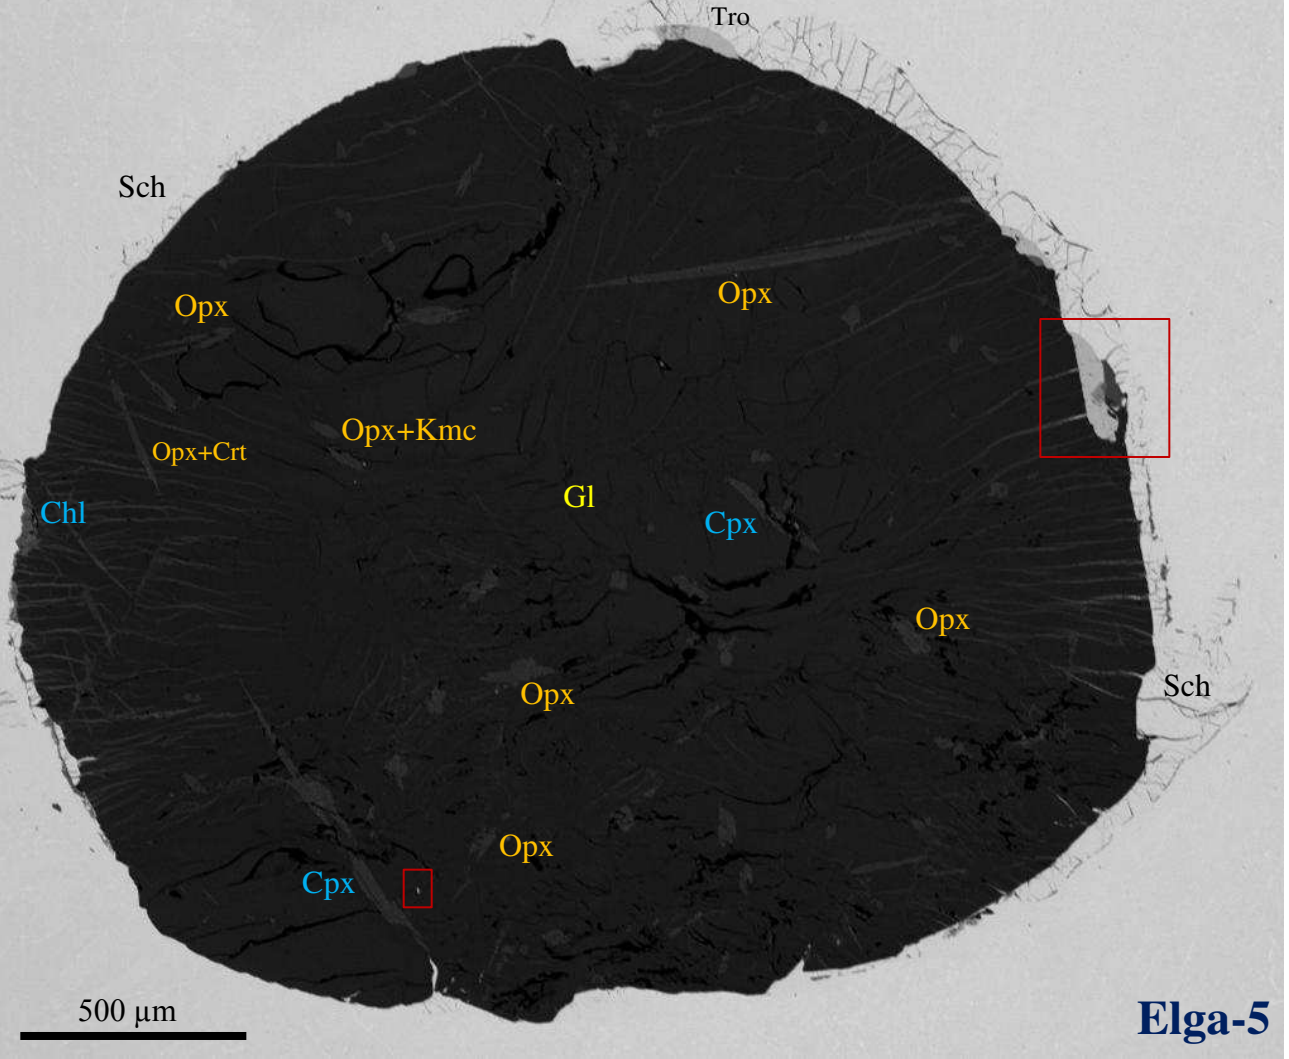 Tro
Sch
Opx
Opx
Opx+Kmc
Opx+Crt
Gl
Chl
Cpx
Opx
Sch
Opx
Opx
Cpx
500 µm
Elga-5